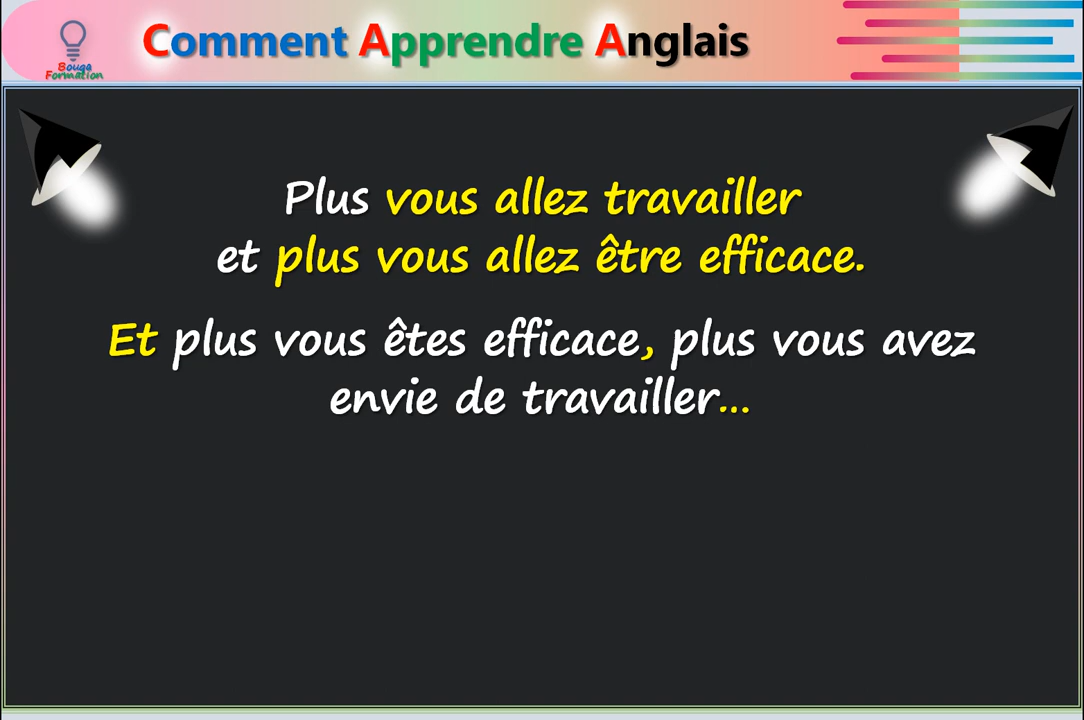 Comment Apprendre Anglais
Bouga
Formation
Plus vous allez travailler
et plus vous allez être efficace.
Et plus vous êtes efficace, plus vous avez
envie de travailler...